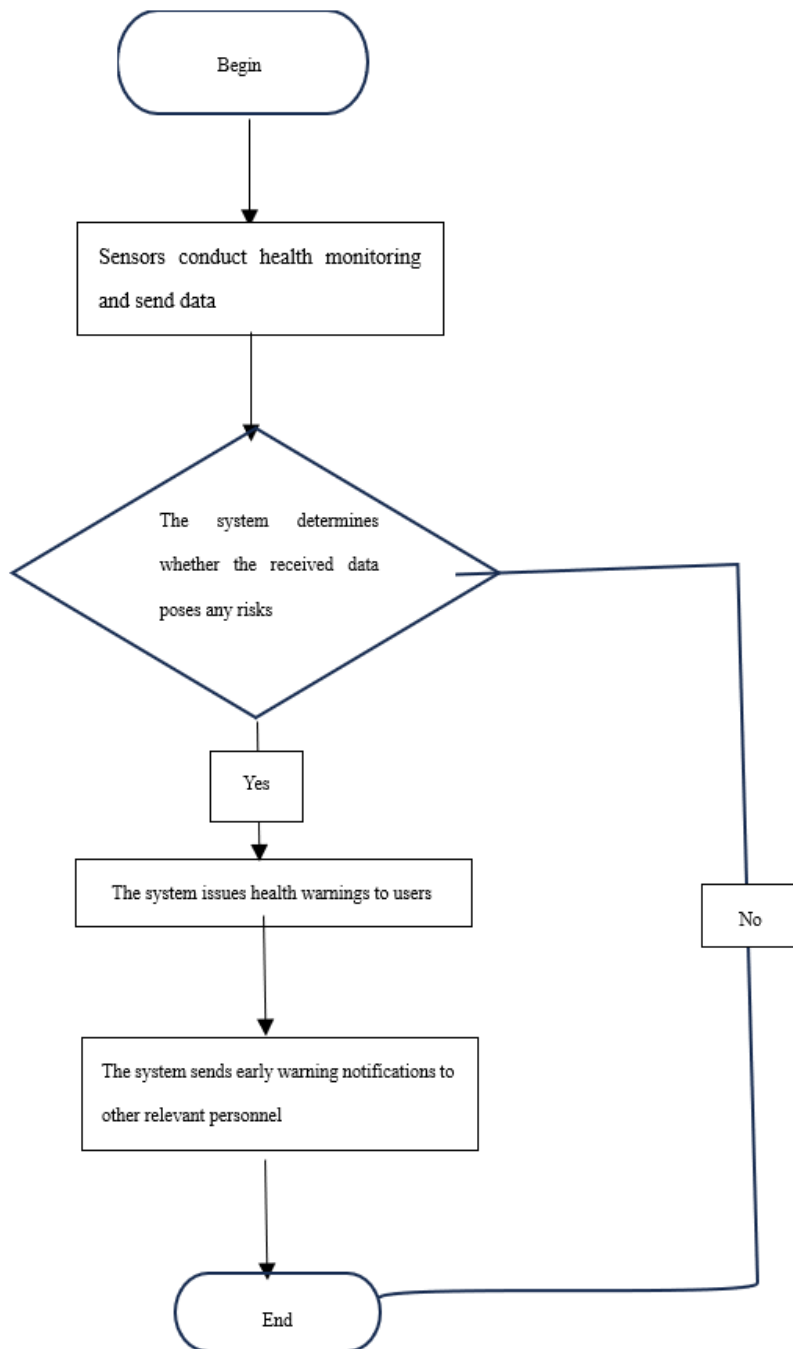 Begin
Sensors conduct health monitoring
and send data
The system determines
whether the received data
poses any risks
Yes
The system issues health warnings to users
No
The system sends early warning notifications to
other relevant personnel
End